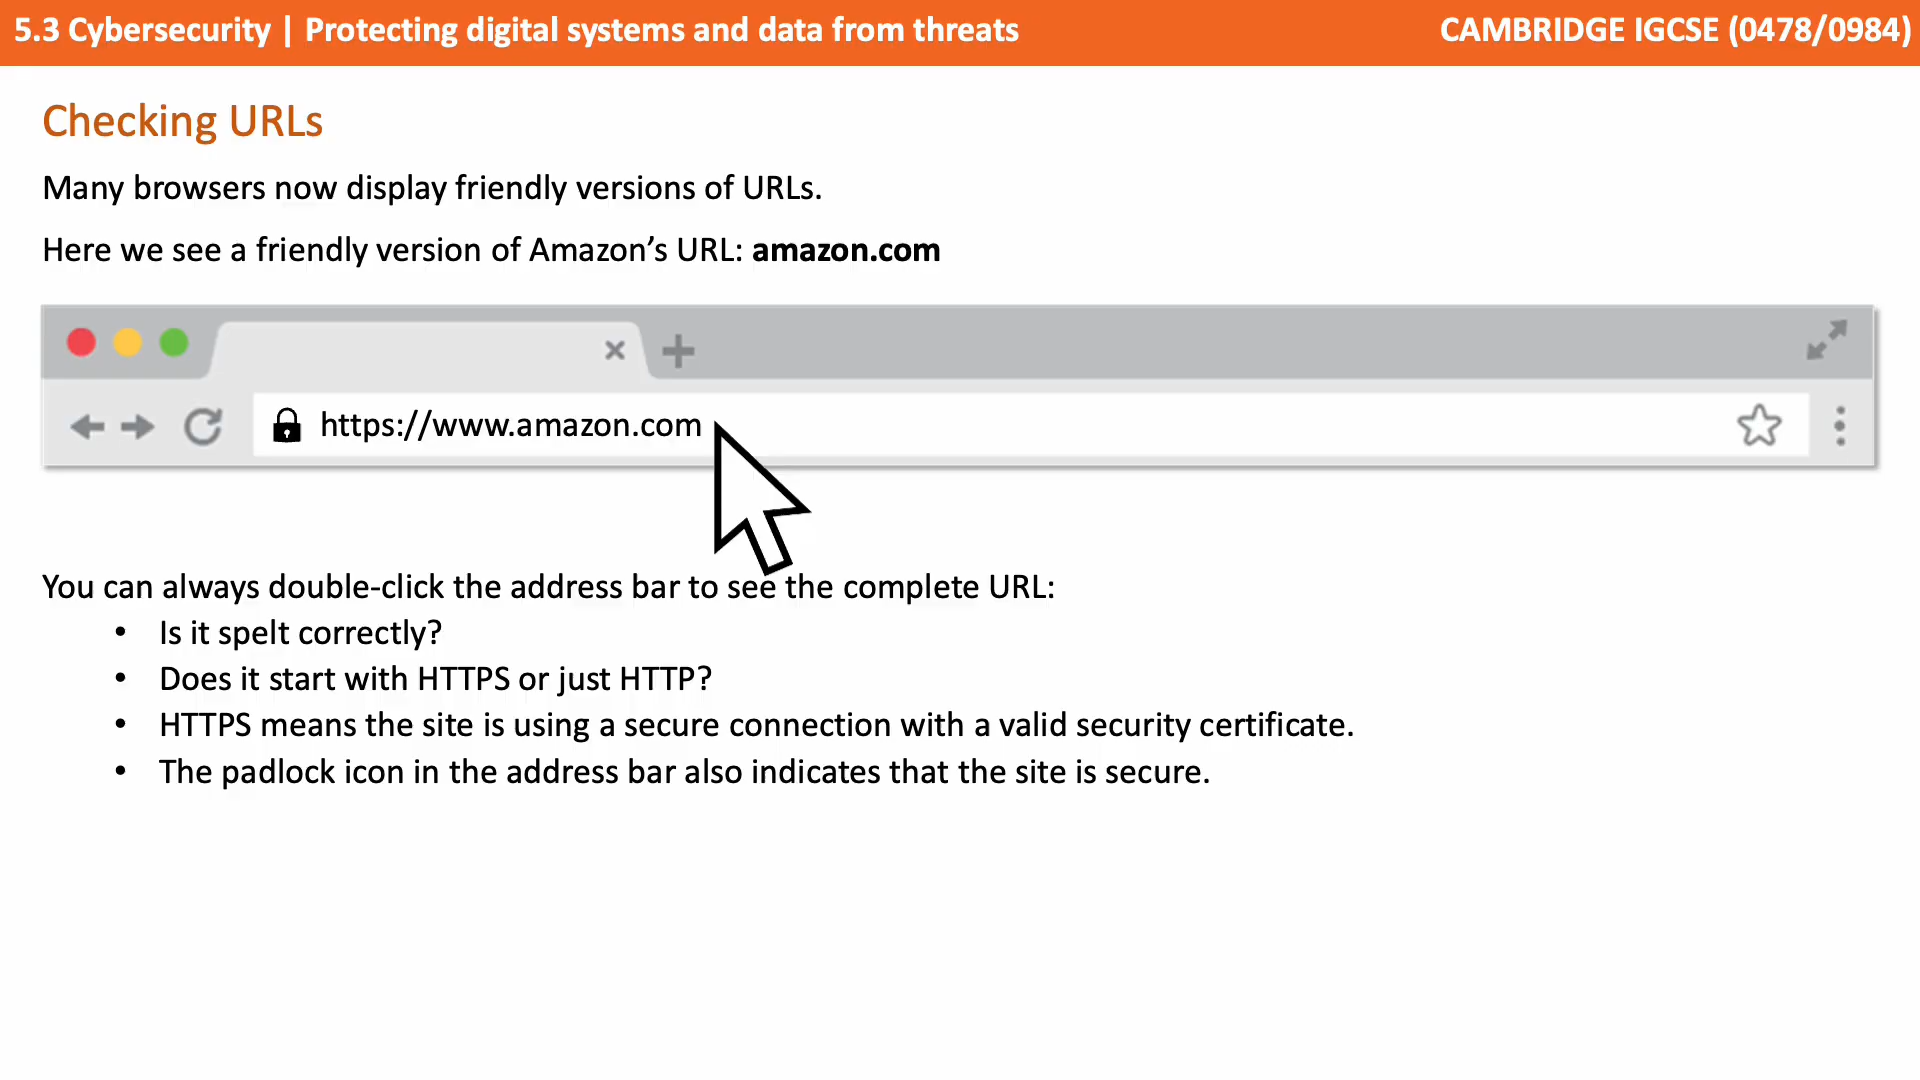 5.3 Cybersecurity | Protecting digital systems and data from threats
CAMBRIDGE IGCSE (0478/0984)
Checking URLs
Many browsers now display friendly versions of URLs.
Here we see a friendly version of Amazon’s URL: amazon.com
https://www.amazon.com
You can always double-click the address bar to see the complete URL:
• Is it spelt correctly?
• Does it start with HTTPS or just HTTP?
• HTTPS means the site is using a secure connection with a valid security certificate.
• The padlock icon in the address bar also indicates that the site is secure.